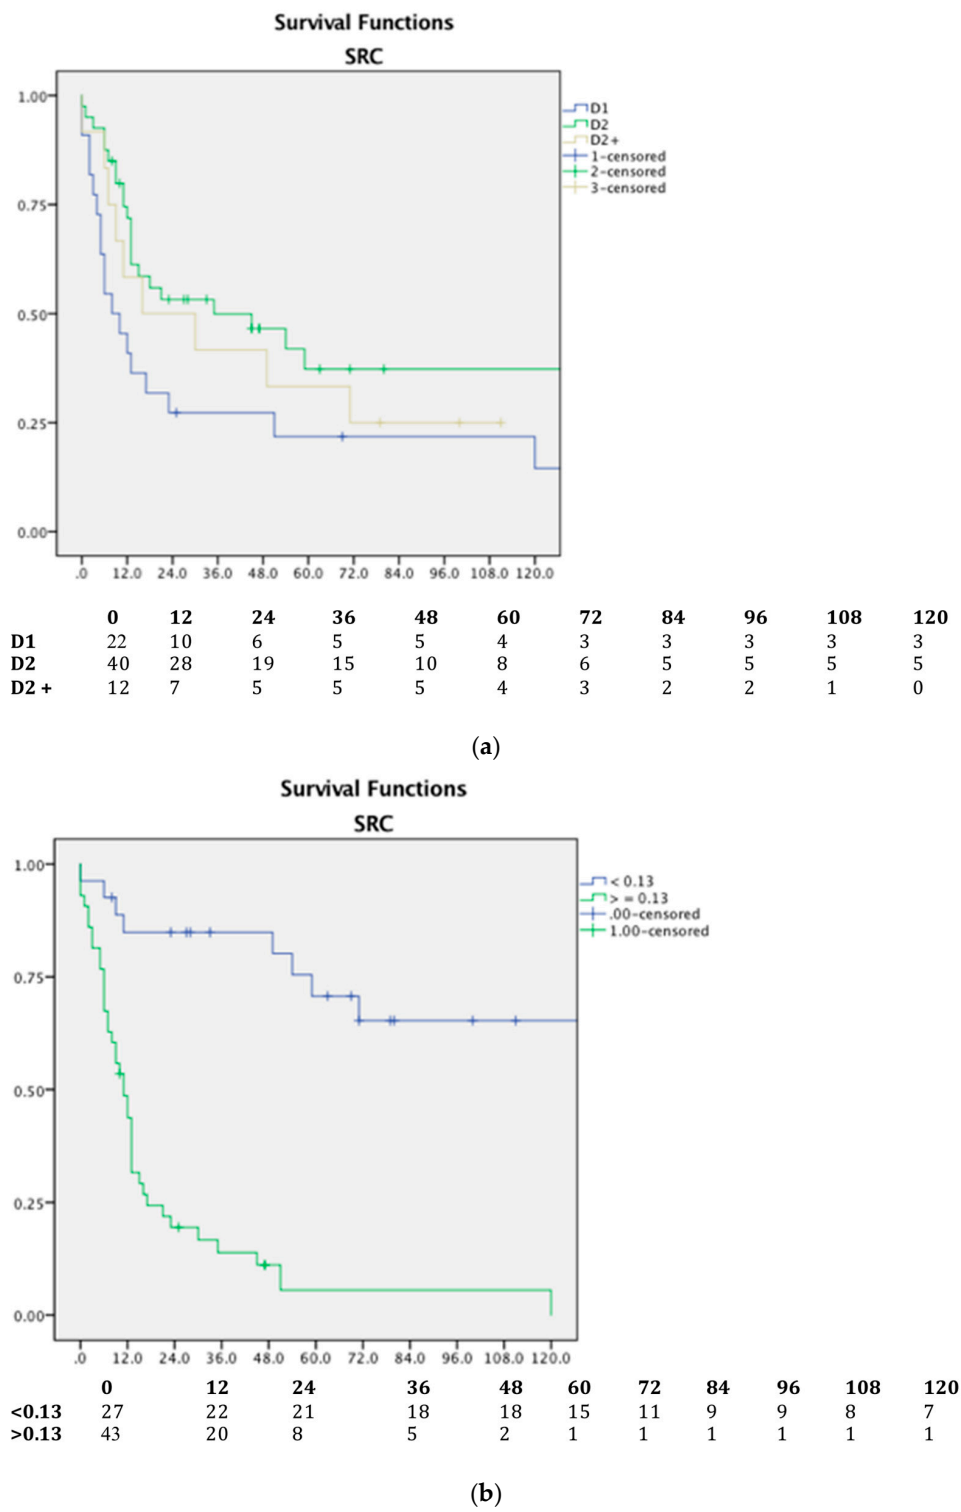 Survival Functions
SRC
1.00
0.75
0.50
0.25
0.00
D1
D2
D2+
1-censored
2-censored
3-censored
.0 12.0 24.0 36.0 48.0 60.0 72.0 84.0 96.0 108.0 120.0
0 12 24 36 48 60 72 84 96 108 120
D1 22 10 6 5 5 4 3 3 3 3 3
D2 40 28 19 15 10 8 6 5 5 5 5
D2 + 12 7 5 5 5 4 3 2 2 1 0
(a)
Survival Functions
SRC
1.00
0.75
0.50
0.25
0.00
< 0.13
> = 0.13
.00-censored
1.00-censored
.0 12.0 24.0 36.0 48.0 60.0 72.0 84.0 96.0 108.0 120.0
0 12 24 36 48 60 72 84 96 108 120
<0.13 27 22 21 18 18 15 11 9 9 8 7
>0.13 43 20 8 5 2 1 1 1 1 1 1
(b)